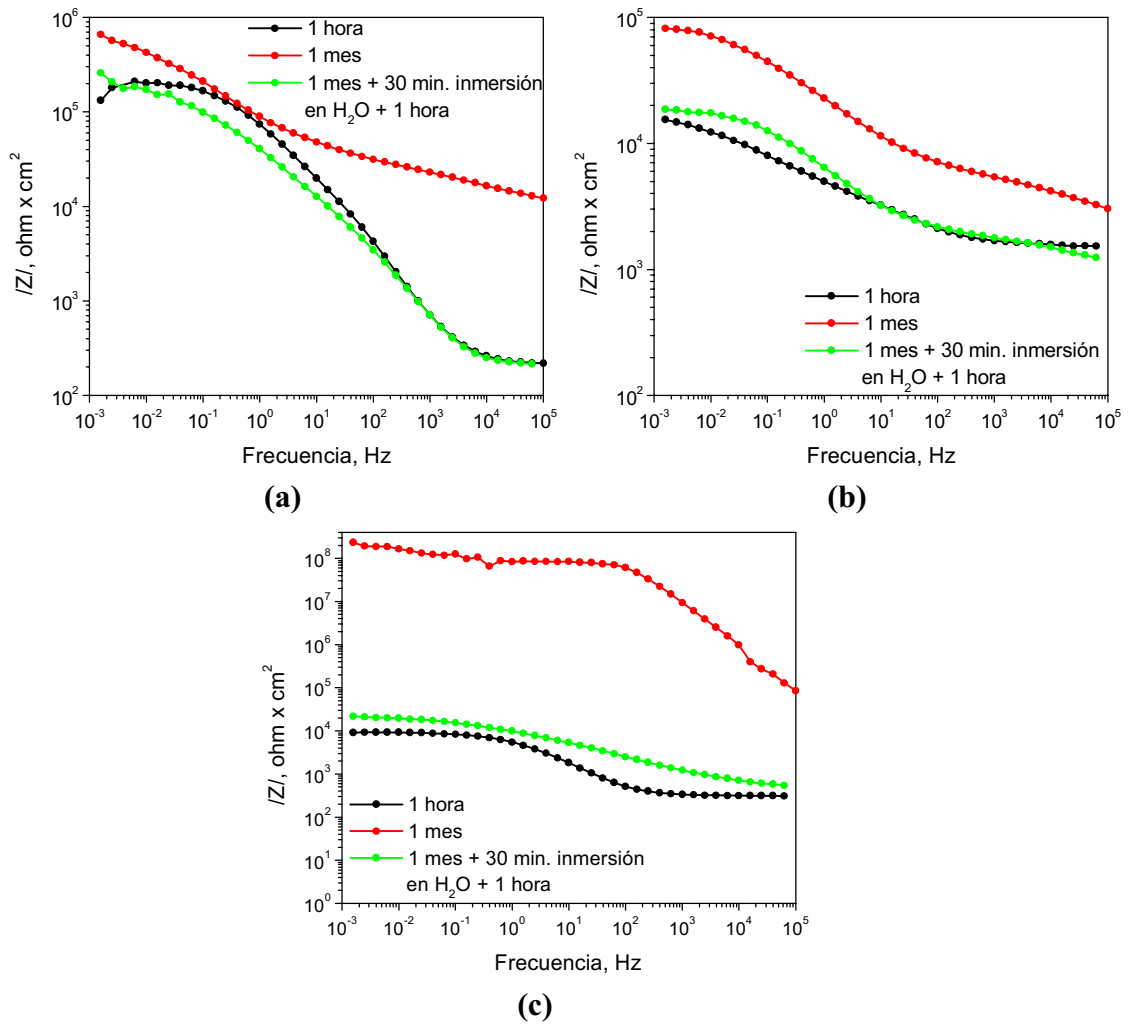 10^6
10^5
10^4
10^3
10^2
/Z/, ohm x cm^2
1 hora
1 mes
1 mes + 30 min. inmersión
en H_2O + 1 hora
10^-3 10^-2 10^-1 10^0 10^1 10^2 10^3 10^4 10^5
Frecuencia, Hz
(a)
10^5
10^4
10^3
10^2
/Z/, ohm x cm^2
1 hora
1 mes
1 mes + 30 min. inmersión
en H_2O + 1 hora
10^-3 10^-2 10^-1 10^0 10^1 10^2 10^3 10^4 10^5
Frecuencia, Hz
(b)
10^8
10^7
10^6
10^5
10^4
10^3
10^2
10^1
10^0
/Z/, ohm x cm^2
1 hora
1 mes
1 mes + 30 min. inmersión
en H_2O + 1 hora
10^-3 10^-2 10^-1 10^0 10^1 10^2 10^3 10^4 10^5
Frecuencia, Hz
(c)